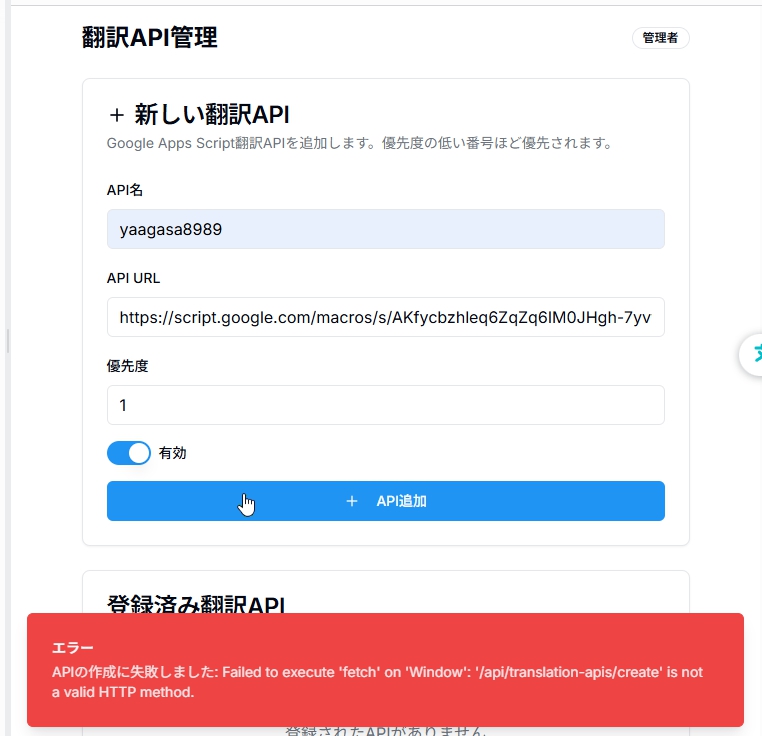 翻訳API管理
管理者
+ 新しい翻訳API
Google Apps Script翻訳APIを追加します。優先度の低い番号ほど優先されます。
API名
yaagasa8989
API URL
https://script.google.com/macros/s/AKfycbzhleq6ZqZq6IM0JHgh-7yv
優先度
1
有効
+ API追加
登録済み翻訳API
エラー
APIの作成に失敗しました: Failed to execute 'fetch' on 'Window': '/api/translation-apis/create' is not
a valid HTTP method.
登録されたAPIがありません